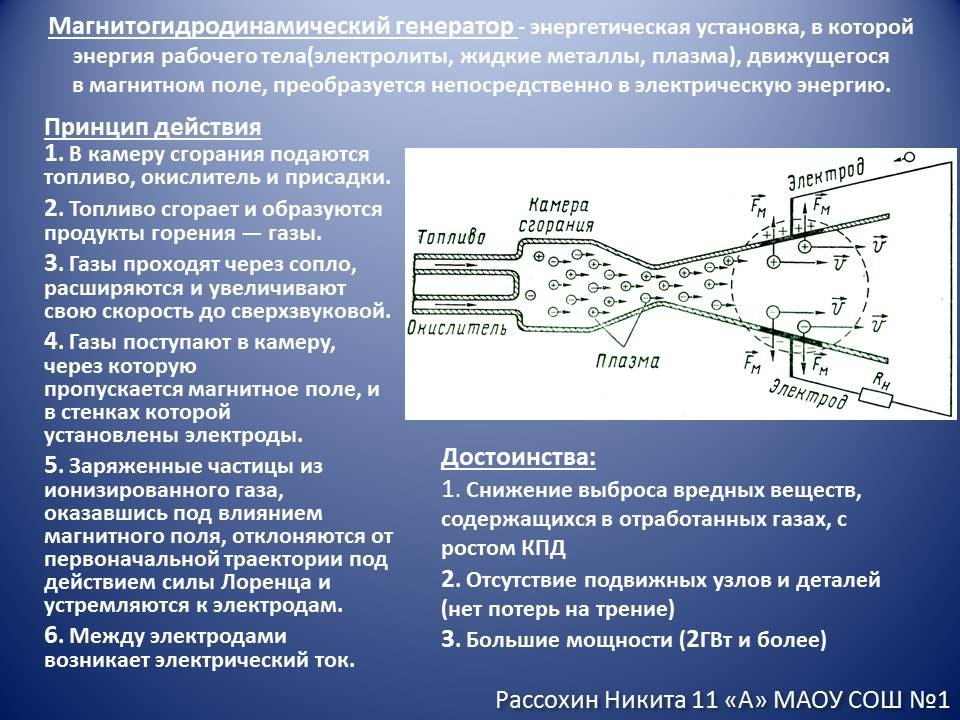 Магнитогидродинамический генератор - энергетическая установка, в которой
энергия рабочего тела(электролиты, жидкие металлы, плазма), движущегося
в магнитном поле, преобразуется непосредственно в электрическую энергию.
Принцип действия
1. В камеру сгорания подаются
топливо, окислитель и присадки.
2. Топливо сгорает и образуются
продукты горения — газы.
3. Газы проходят через сопло,
расширяются и увеличивают
свою скорость до сверхзвуковой.
4. Газы поступают в камеру,
через которую
пропускается магнитное поле, и
в стенках которой
установлены электроды.
5. Заряженные частицы из
ионизированного газа,
оказавшись под влиянием
магнитного поля, отклоняются от
первоначальной траектории под
действием силы Лоренца и
устремляются к электродам.
6. Между электродами
возникает электрический ток.
Топливо
Камера
сгорания
Окислитель
Плазма
Электрод
Fм
Fм
υ
υ
υ
υ
Fм
Fм
Электрод
Rн
Достоинства:
1. Снижение выброса вредных веществ,
содержащихся в отработанных газах, с
ростом КПД
2. Отсутствие подвижных узлов и деталей
(нет потерь на трение)
3. Большие мощности (2ГВт и более)
Рассохин Никита 11 «А» МАОУ СОШ №1